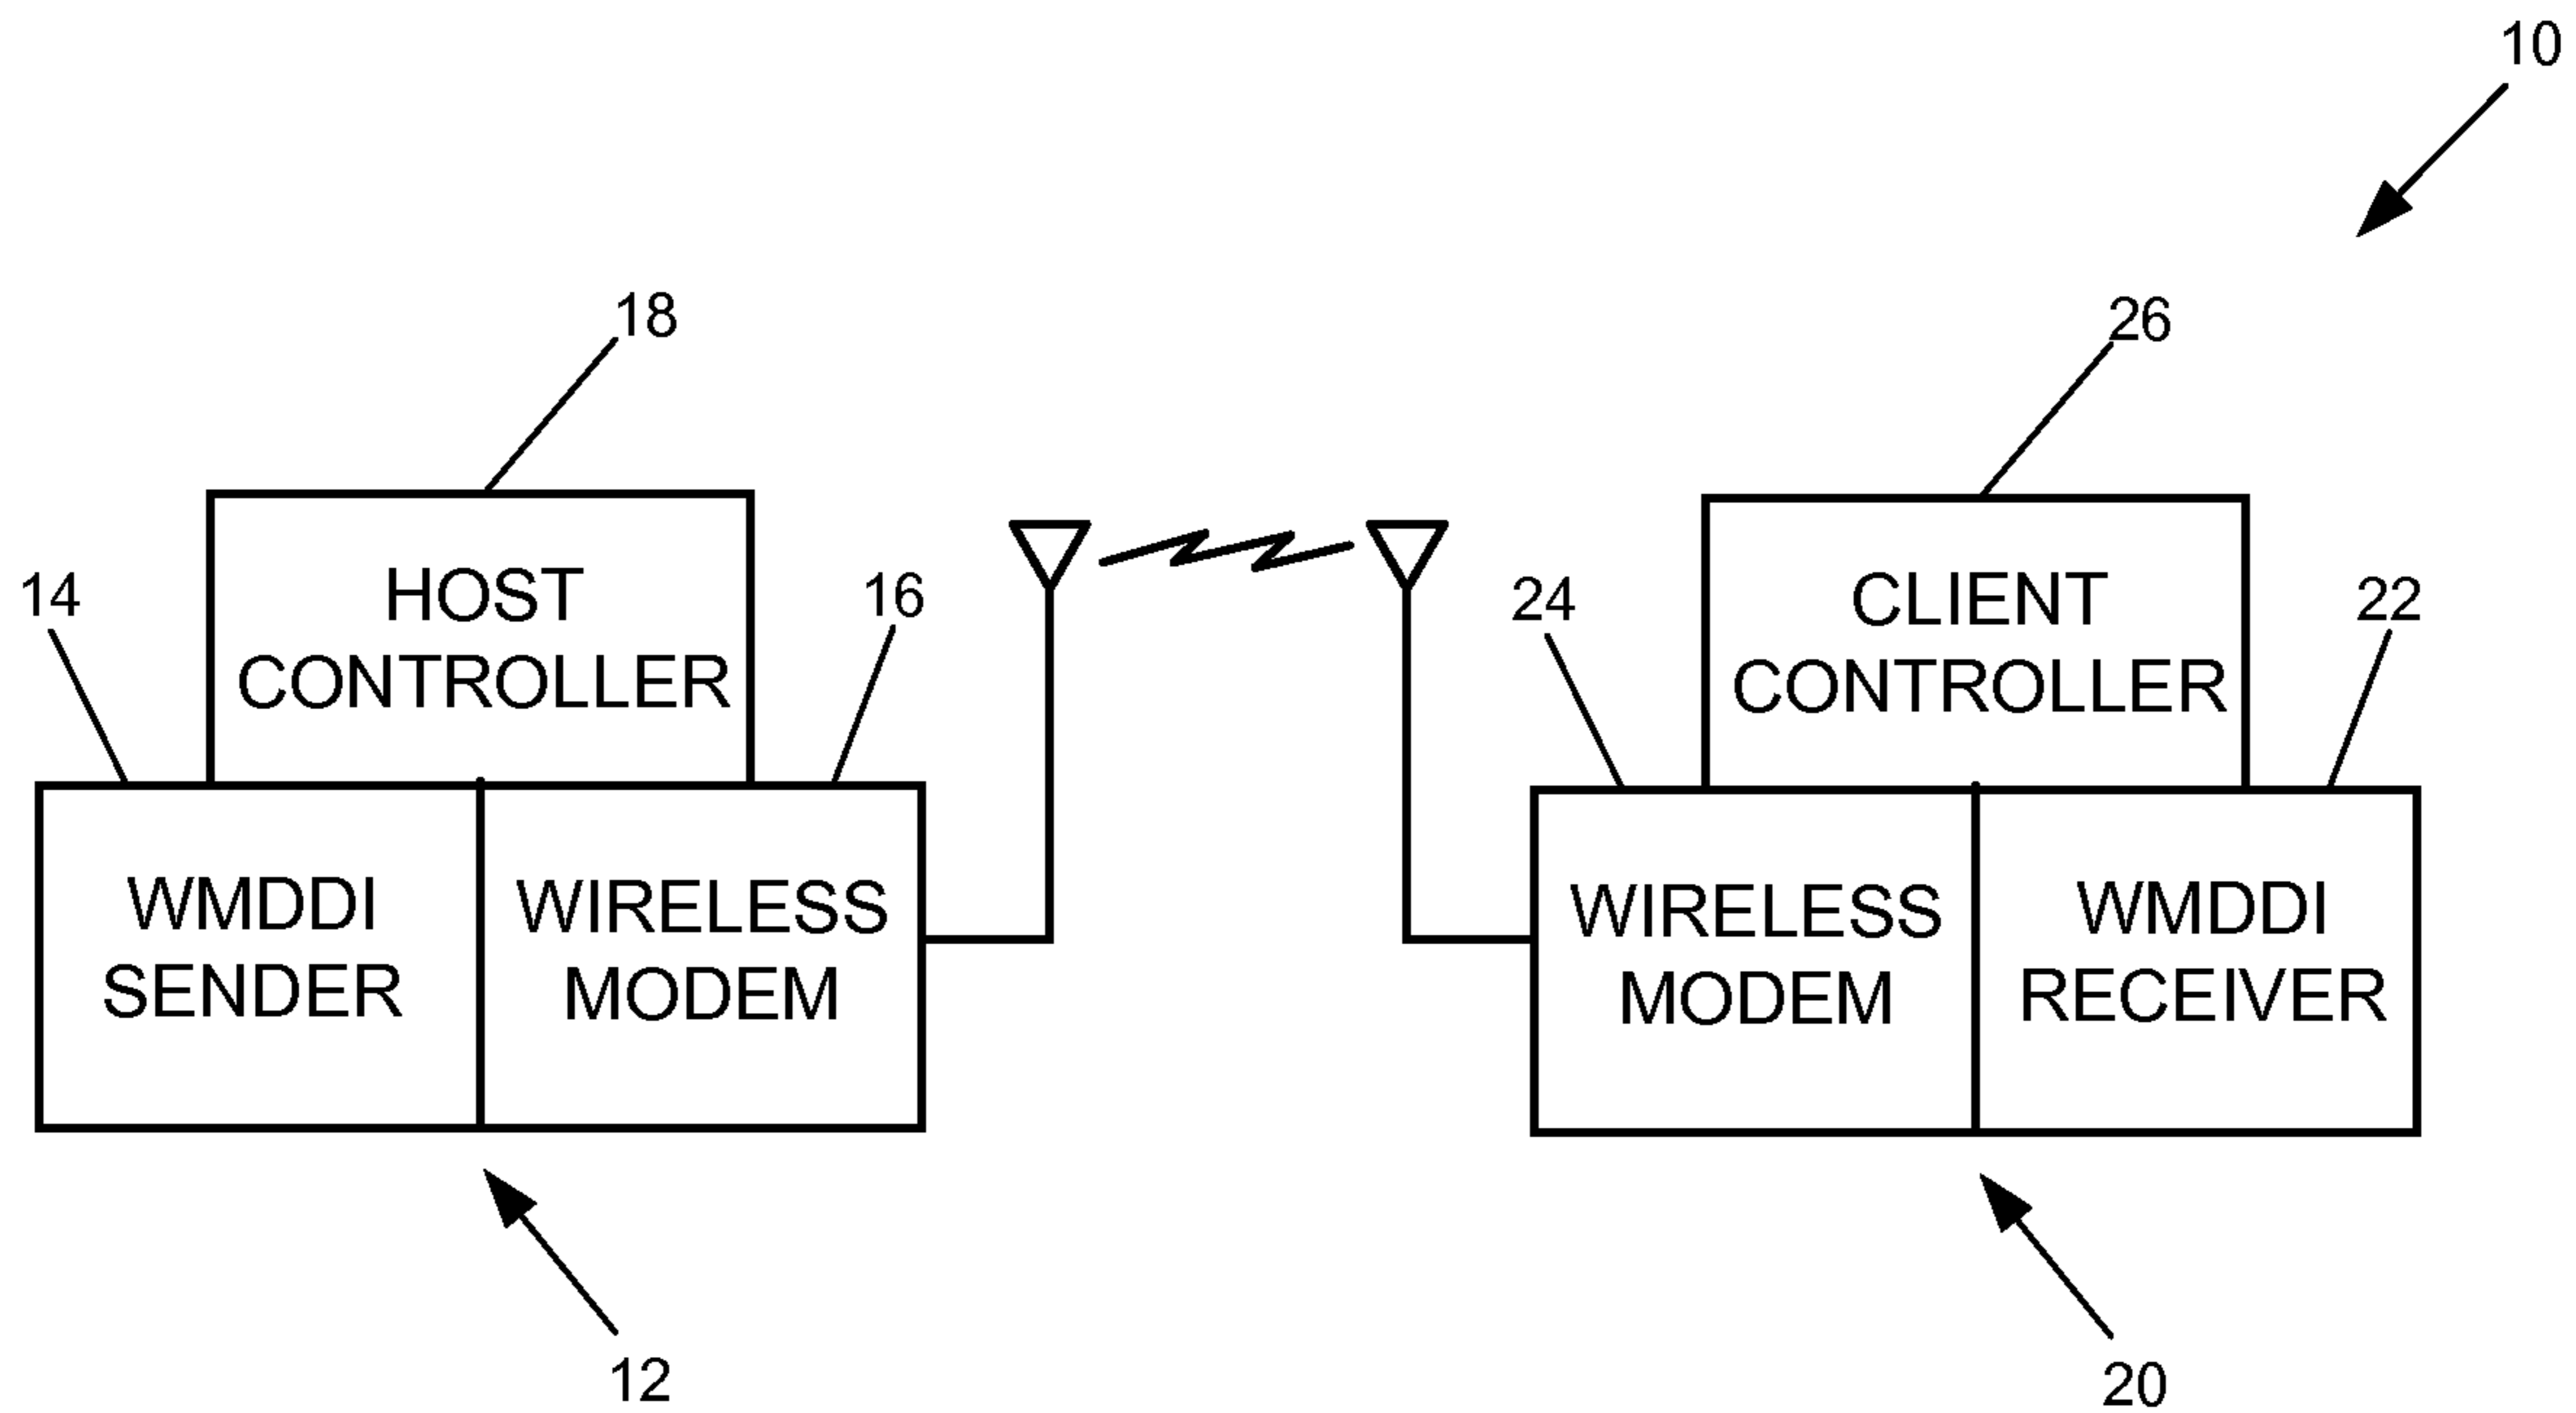 10
18
26
14
HOST
CONTROLLER
16
24
CLIENT
CONTROLLER
22
WMDDI
SENDER
WIRELESS
MODEM
WIRELESS
MODEM
WMDDI
RECEIVER
12
20